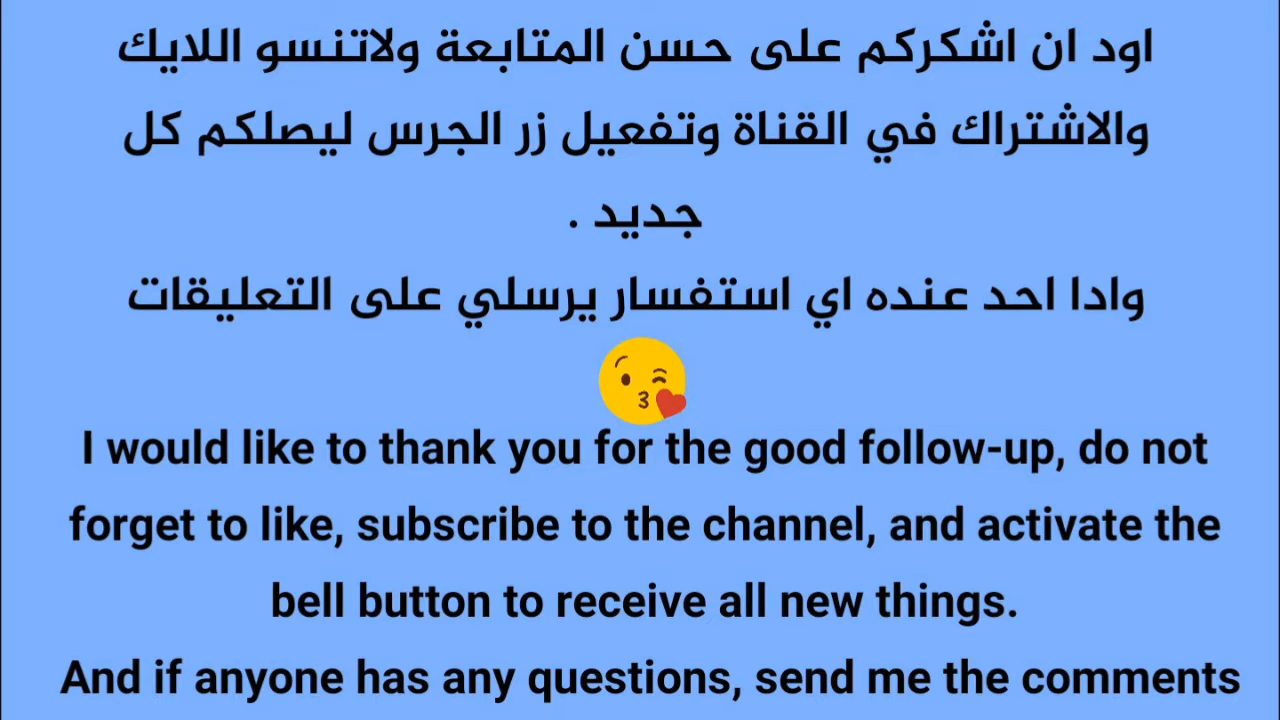 اود ان اشكركم على حسن المتابعة ولاتنسو اللايك
والاشتراك في القناة وتفعيل زر الجرس ليصلكم كل
جديد .
وادا احد عنده اي استفسار يرسلي على التعليقات
😘
I would like to thank you for the good follow-up, do not
forget to like, subscribe to the channel, and activate the
bell button to receive all new things.
And if anyone has any questions, send me the comments